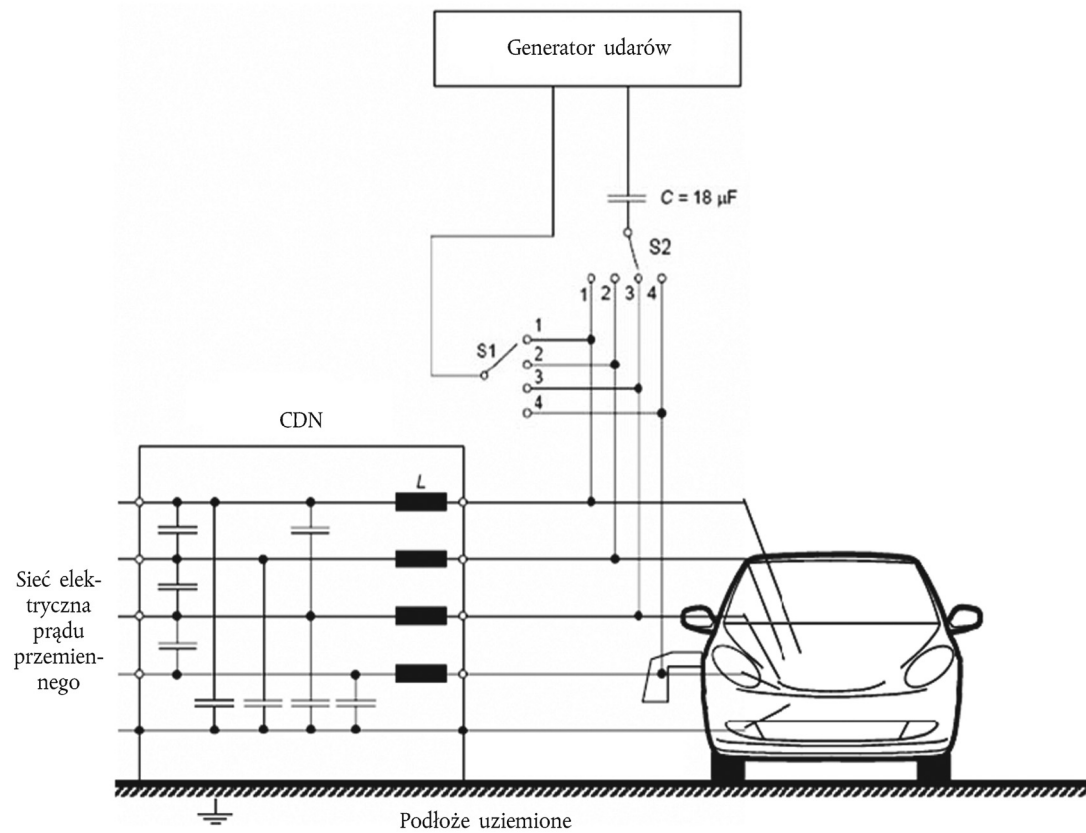 Generator udarów
C = 18 µF
S2
1 2 3 4
S1
1
2
3
4
CDN
L
Sieć elek-
tryczna
prądu
przemien-
nego
Podłoże uziemione